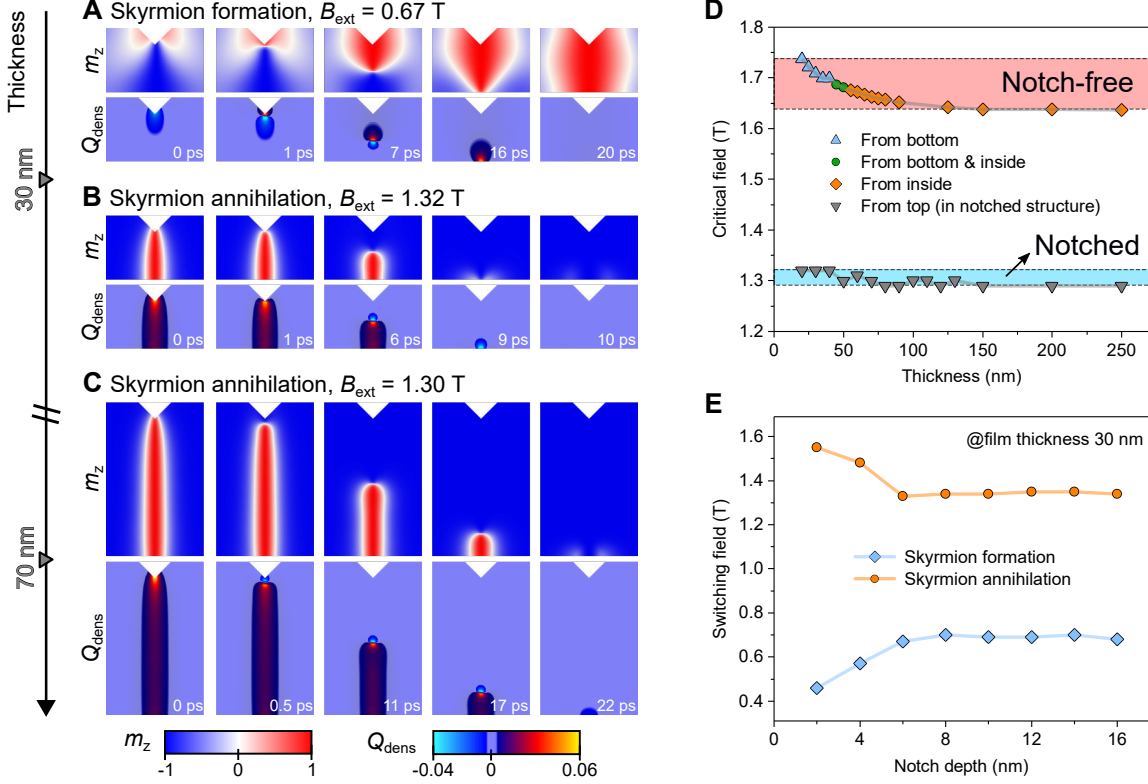 Thickness
30 nm
70 nm
A Skyrmion formation, Bext = 0.67 T
mz
Qdens
0 ps
1 ps
7 ps
16 ps
20 ps
B Skyrmion annihilation, Bext = 1.32 T
mz
Qdens
0 ps
1 ps
6 ps
9 ps
10 ps
C Skyrmion annihilation, Bext = 1.30 T
mz
Qdens
0 ps
0.5 ps
11 ps
17 ps
22 ps
mz
-1
0
1
Qdens
-0.04
0
0.06
D
Critical field (T)
1.8
1.7
1.6
1.5
1.4
1.3
1.2
Notch-free
From bottom
From bottom & inside
From inside
From top (in notched structure)
Notched
0
50
100
150
200
250
Thickness (nm)
E
Switching field (T)
1.6
1.4
1.2
1.0
0.8
0.6
0.4
@film thickness 30 nm
Skyrmion formation
Skyrmion annihilation
0
2
4
6
8
10
12
14
16
Notch depth (nm)